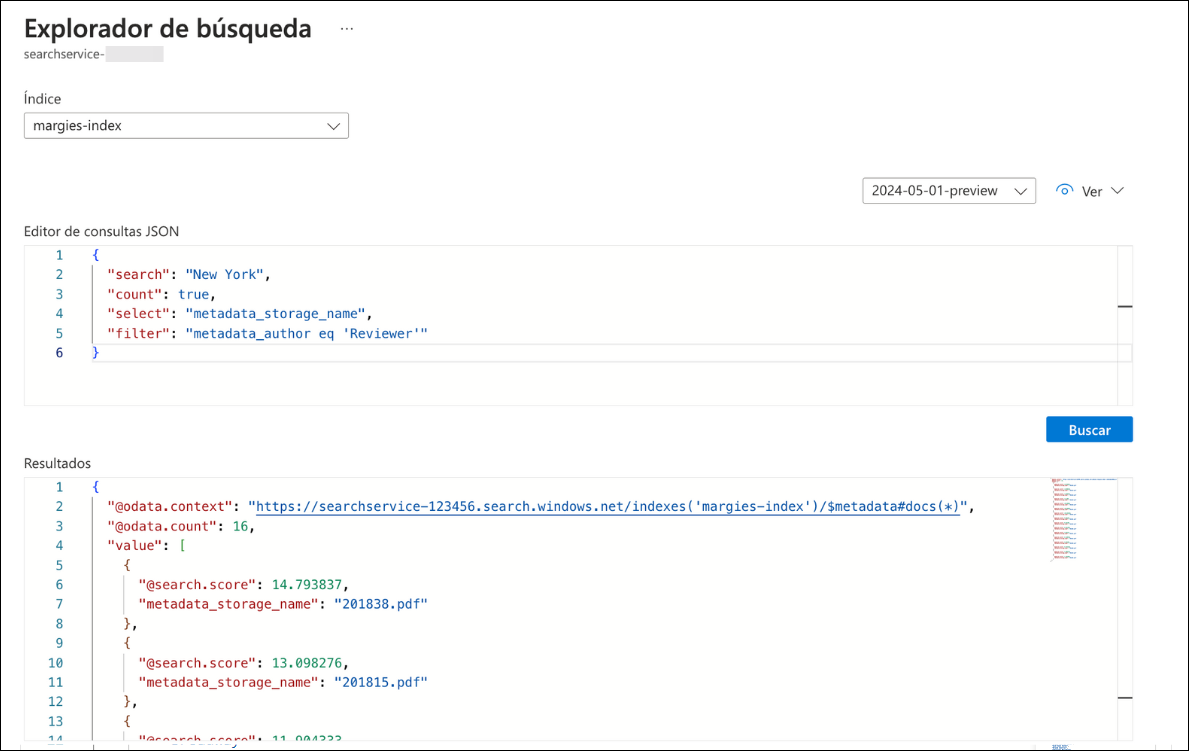 Explorador de búsqueda ...
searchservice-
Índice
margies-index
2024-05-01-preview Ver
Editor de consultas JSON
1 {
2 "search": "New York",
3 "count": true,
4 "select": "metadata_storage_name",
5 "filter": "metadata_author eq 'Reviewer'"
6 }
Buscar
Resultados
1 {
2 "@odata.context": "https://searchservice-123456.search.windows.net/indexes('margies-index')/$metadata#docs(*)",
3 "@odata.count": 16,
4 "value": [
5 {
6 "@search.score": 14.793837,
7 "metadata_storage_name": "201838.pdf"
8 },
9 {
10 "@search.score": 13.098276,
11 "metadata_storage_name": "201815.pdf"
12 },
13 {
14 "@search.score": 11.904333